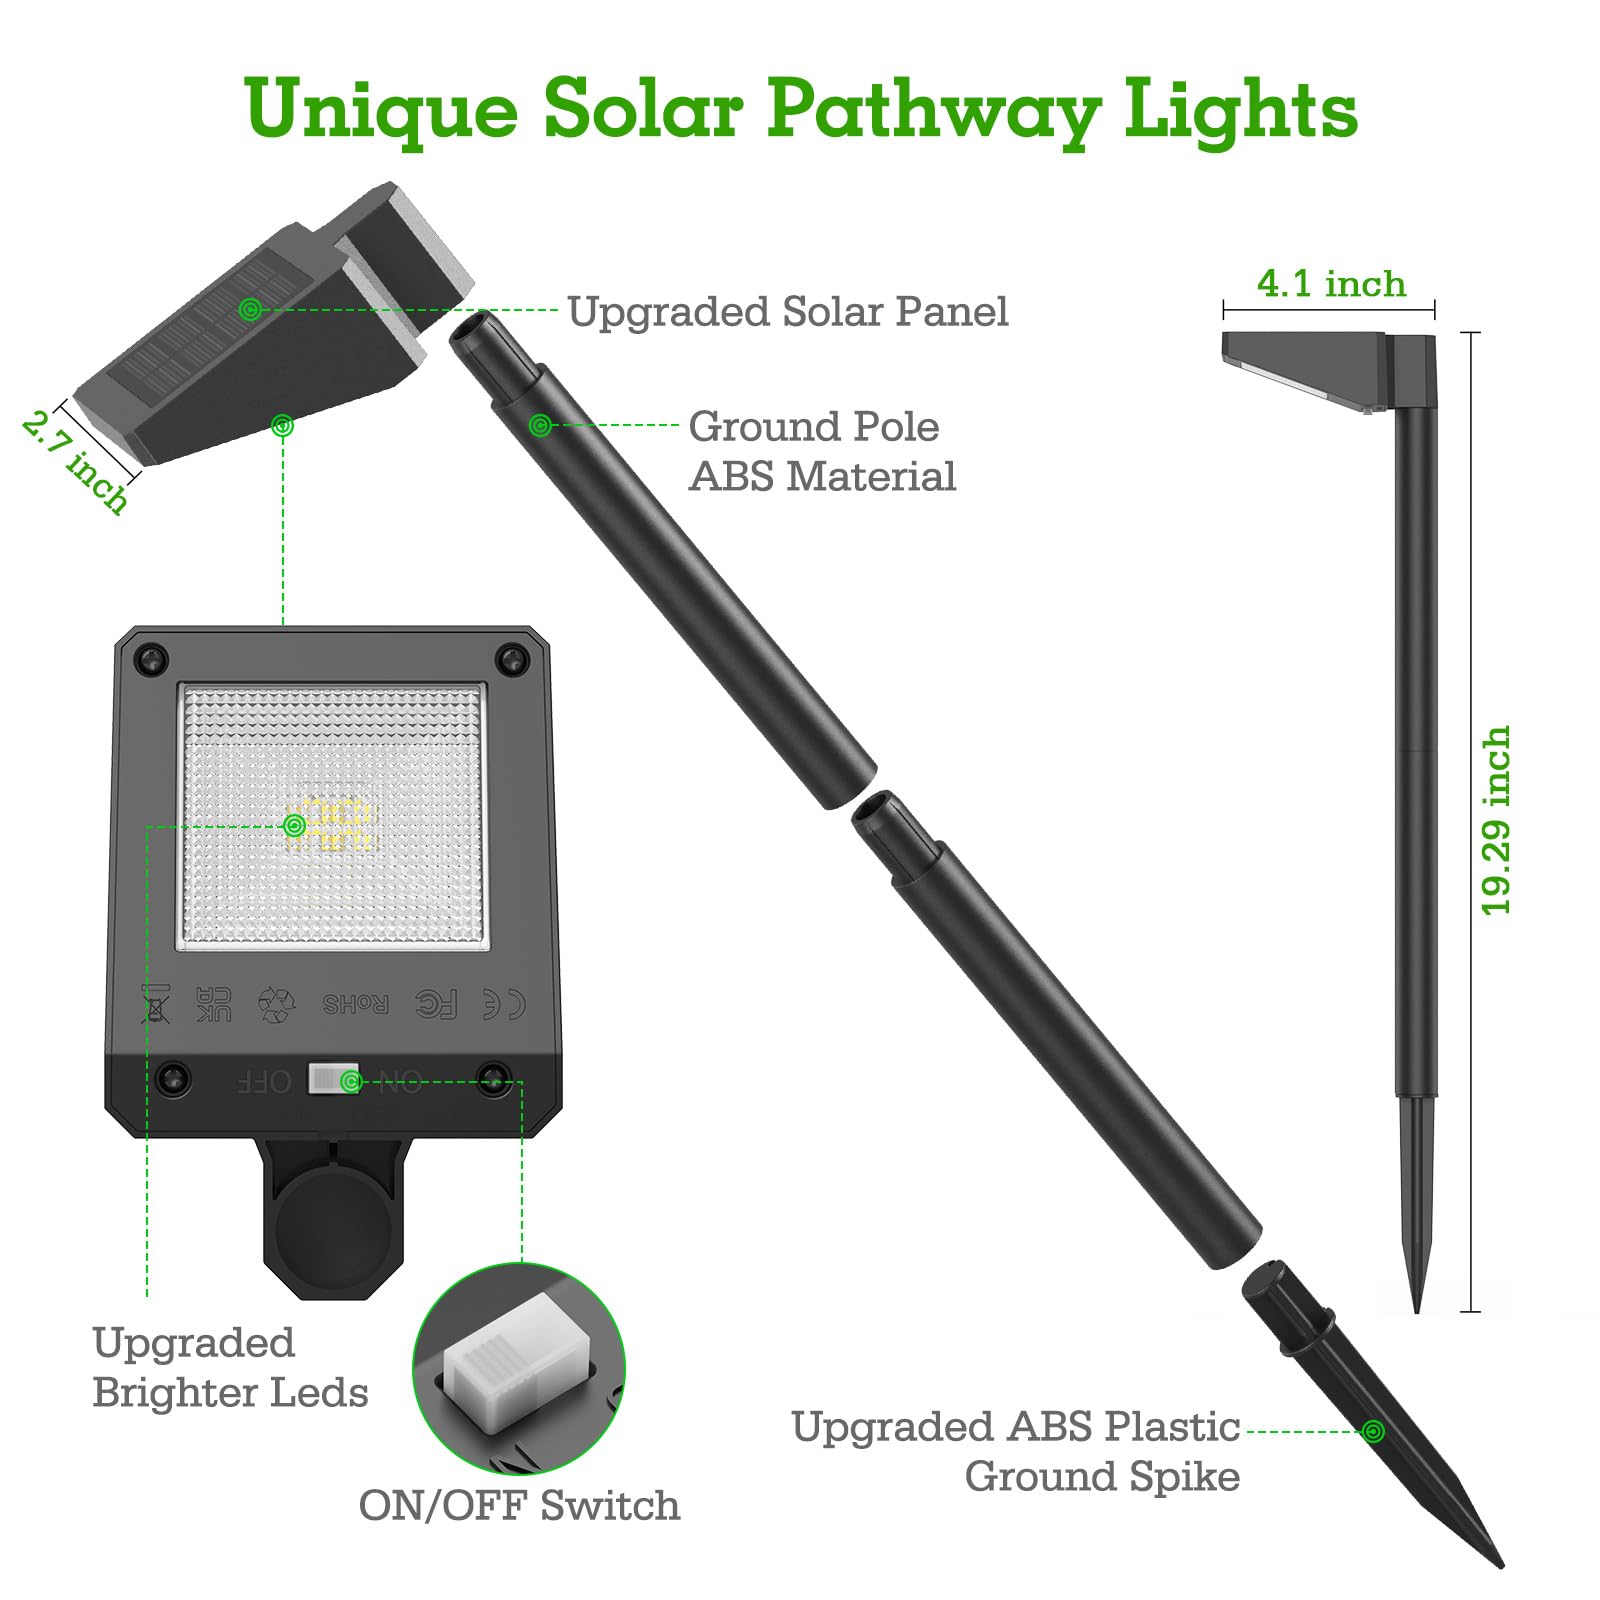 Unique Solar Pathway Lights
4.1 inch
Upgraded Solar Panel
2.7 inch
Ground Pole
ABS Material
19.29 inch
CE FC RoHS UK
CA
ON OFF
Upgraded
Brighter Leds
ON/OFF Switch
Upgraded ABS Plastic
Ground Spike